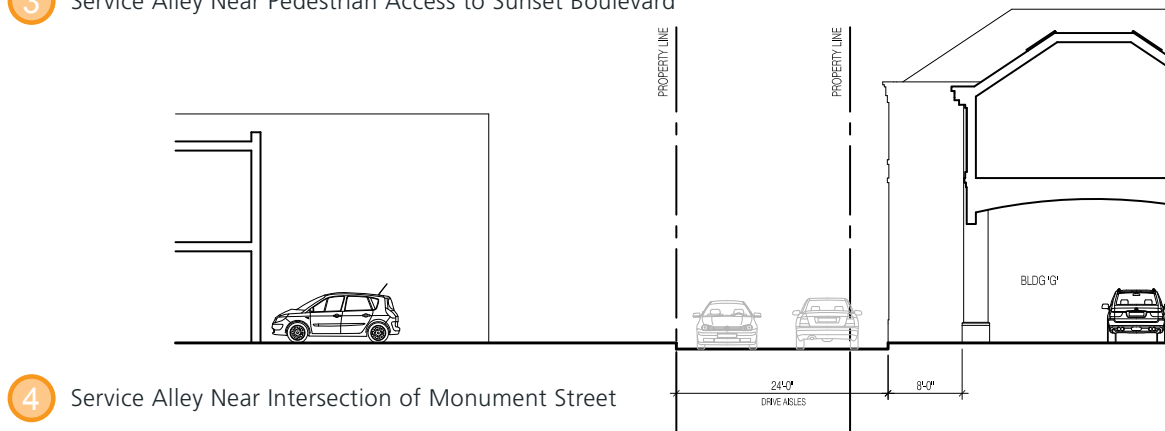 3 Service Alley Near Pedestrian Access to Sunset Boulevard
PROPERTY LINE
PROPERTY LINE
BLDG 'G'
24'-0"
8'-0"
DRIVE AISLES
4 Service Alley Near Intersection of Monument Street